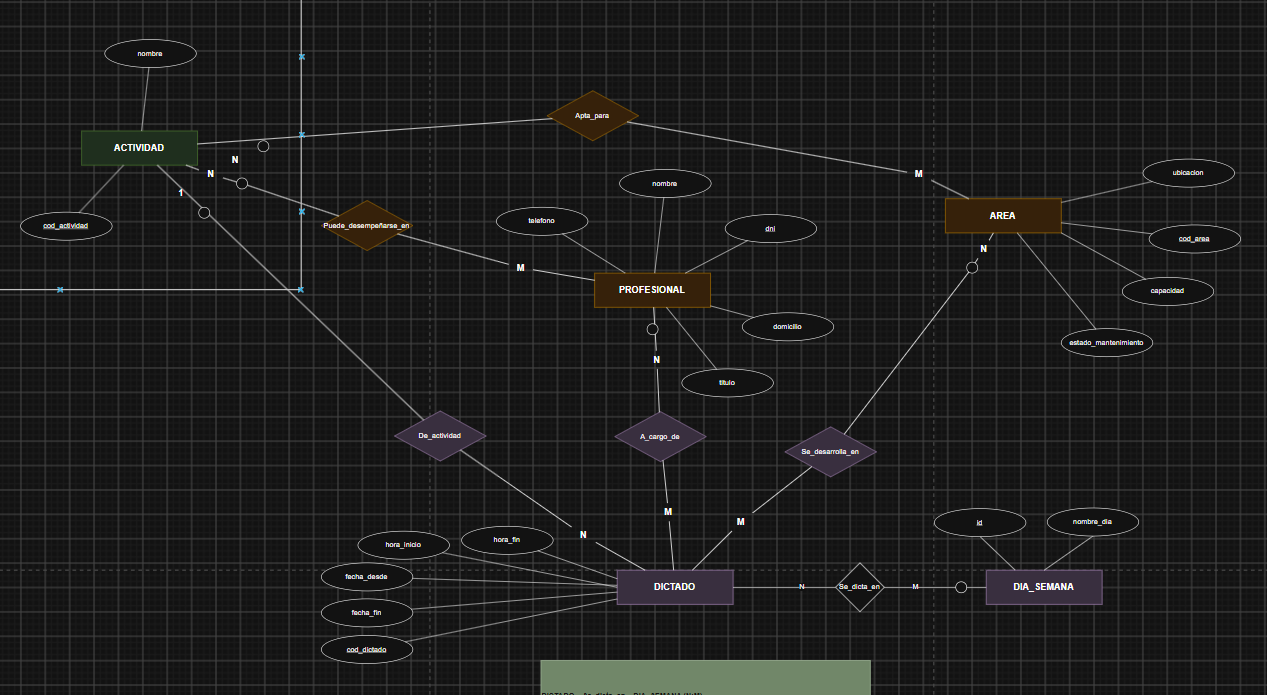 nombre
Apta_para
ACTIVIDAD
N
N
M
ubicacion
nombre
1
AREA
telefono
cod_actividad
Puede_desempeñarse_en
dni
cod_area
N
M
PROFESIONAL
capacidad
domicilio
estado_mantenimiento
N
titulo
De_actividad
A_cargo_de
Se_desarrolla_en
M
M
id
nombre_dia
N
hora_fin
hora_inicio
fecha_desde
DICTADO
N
Se_dicta_en
M
DIA_SEMANA
fecha_fin
cod_dictado